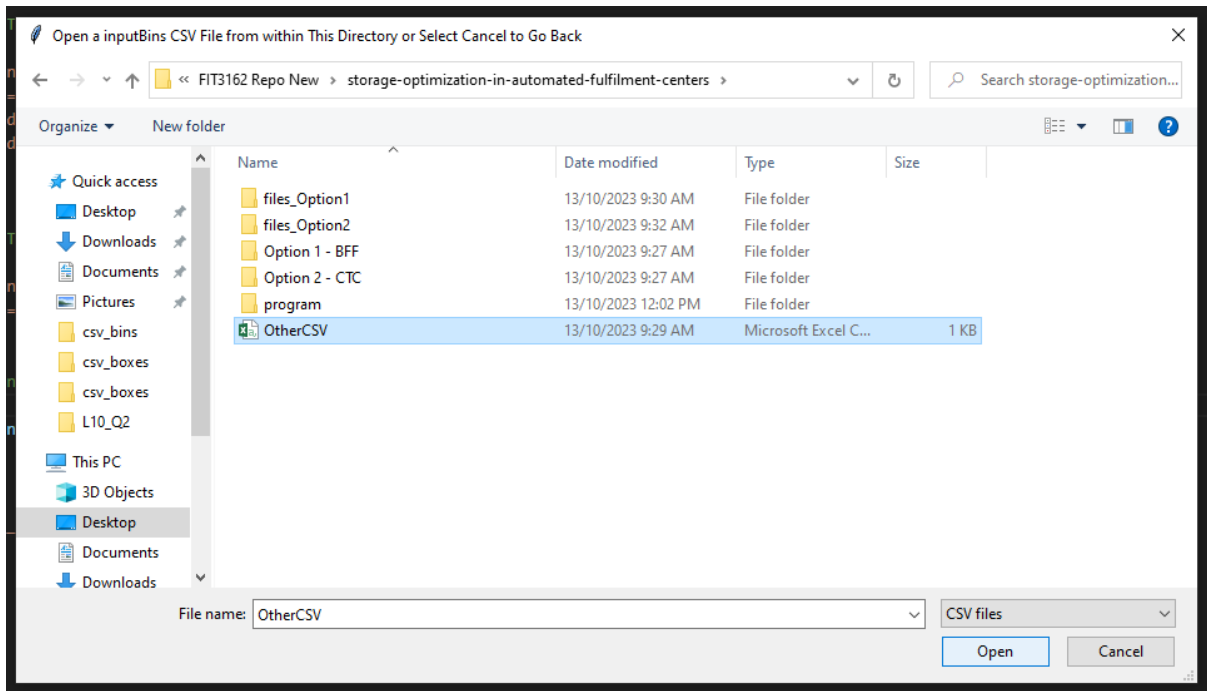 Open a inputBins CSV File from within This Directory or Select Cancel to Go Back
« FIT3162 Repo New > storage-optimization-in-automated-fulfilment-centers >
Search storage-optimization...
Organize New folder
Name Date modified Type Size
Quick access
Desktop
Downloads
Documents
Pictures
csv_bins
csv_boxes
csv_boxes
L10_Q2
This PC
3D Objects
Desktop
Documents
Downloads
files_Option1 13/10/2023 9:30 AM File folder
files_Option2 13/10/2023 9:32 AM File folder
Option 1 - BFF 13/10/2023 9:27 AM File folder
Option 2 - CTC 13/10/2023 9:27 AM File folder
program 13/10/2023 12:02 PM File folder
OtherCSV 13/10/2023 9:29 AM Microsoft Excel C... 1 KB
File name: OtherCSV CSV files
Open Cancel